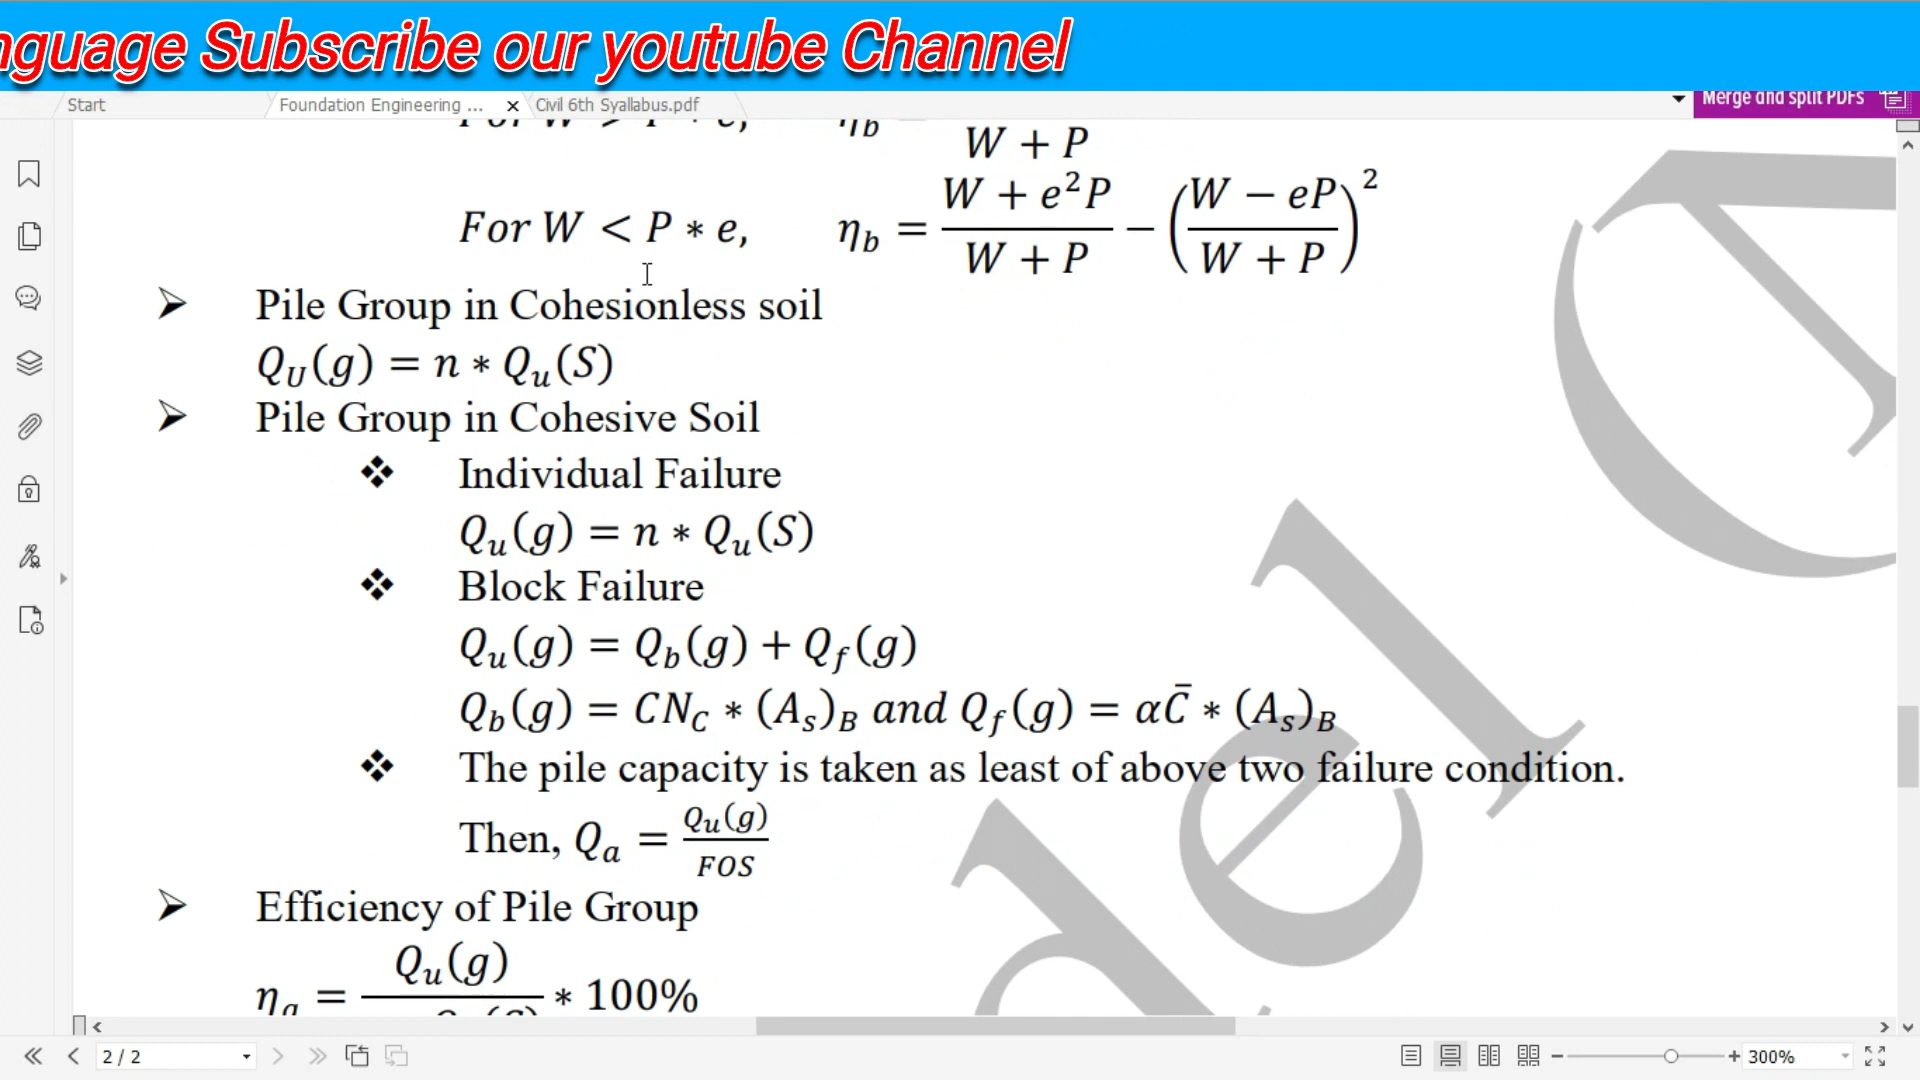 nguage Subscribe our youtube Channel
Start Foundation Engineering ... × Civil 6th Syallabus.pdf Merge and split PDFs
W + P
For W < P * e, η_b = (W + e²P)/(W + P) − ((W − eP)/(W + P))²
➢ Pile Group in Cohesionless soil
Q_U(g) = n * Q_u(S)
➢ Pile Group in Cohesive Soil
❖ Individual Failure
Q_u(g) = n * Q_u(S)
❖ Block Failure
Q_u(g) = Q_b(g) + Q_f(g)
Q_b(g) = CN_C * (A_s)_B and Q_f(g) = αC̄ * (A_s)_B
❖ The pile capacity is taken as least of above two failure condition.
Then, Q_a = Q_u(g)/FOS
➢ Efficiency of Pile Group
Q_u(g)
η_g = * 100%
2 / 2 300%